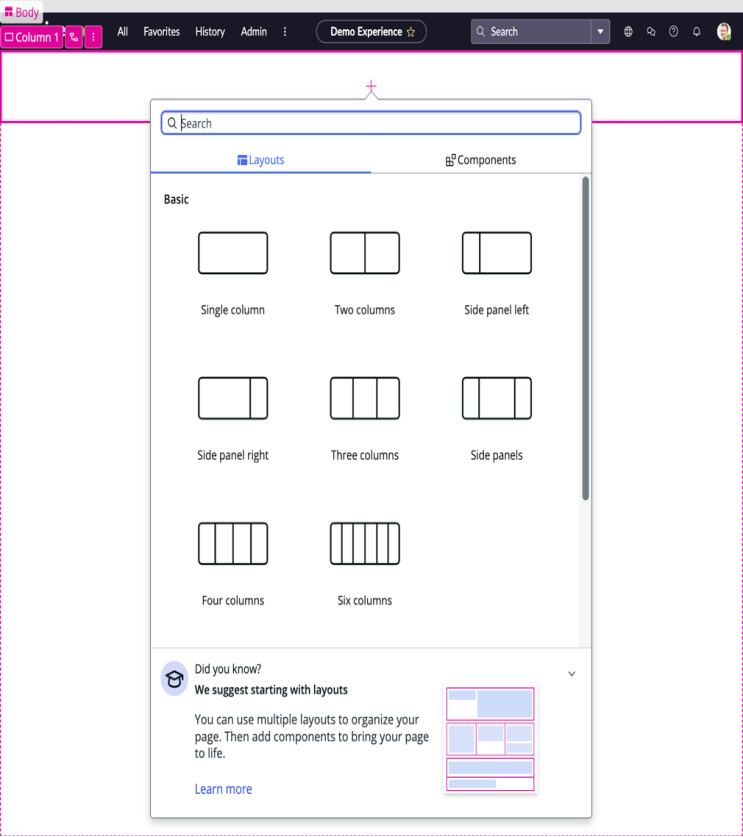 Body
Column 1
All Favorites History Admin
Demo Experience
Search
Search
Layouts Components
Basic
Single column Two columns Side panel left
Side panel right Three columns Side panels
Four columns Six columns
Did you know?
We suggest starting with layouts
You can use multiple layouts to organize your
page. Then add components to bring your page
to life.
Learn more